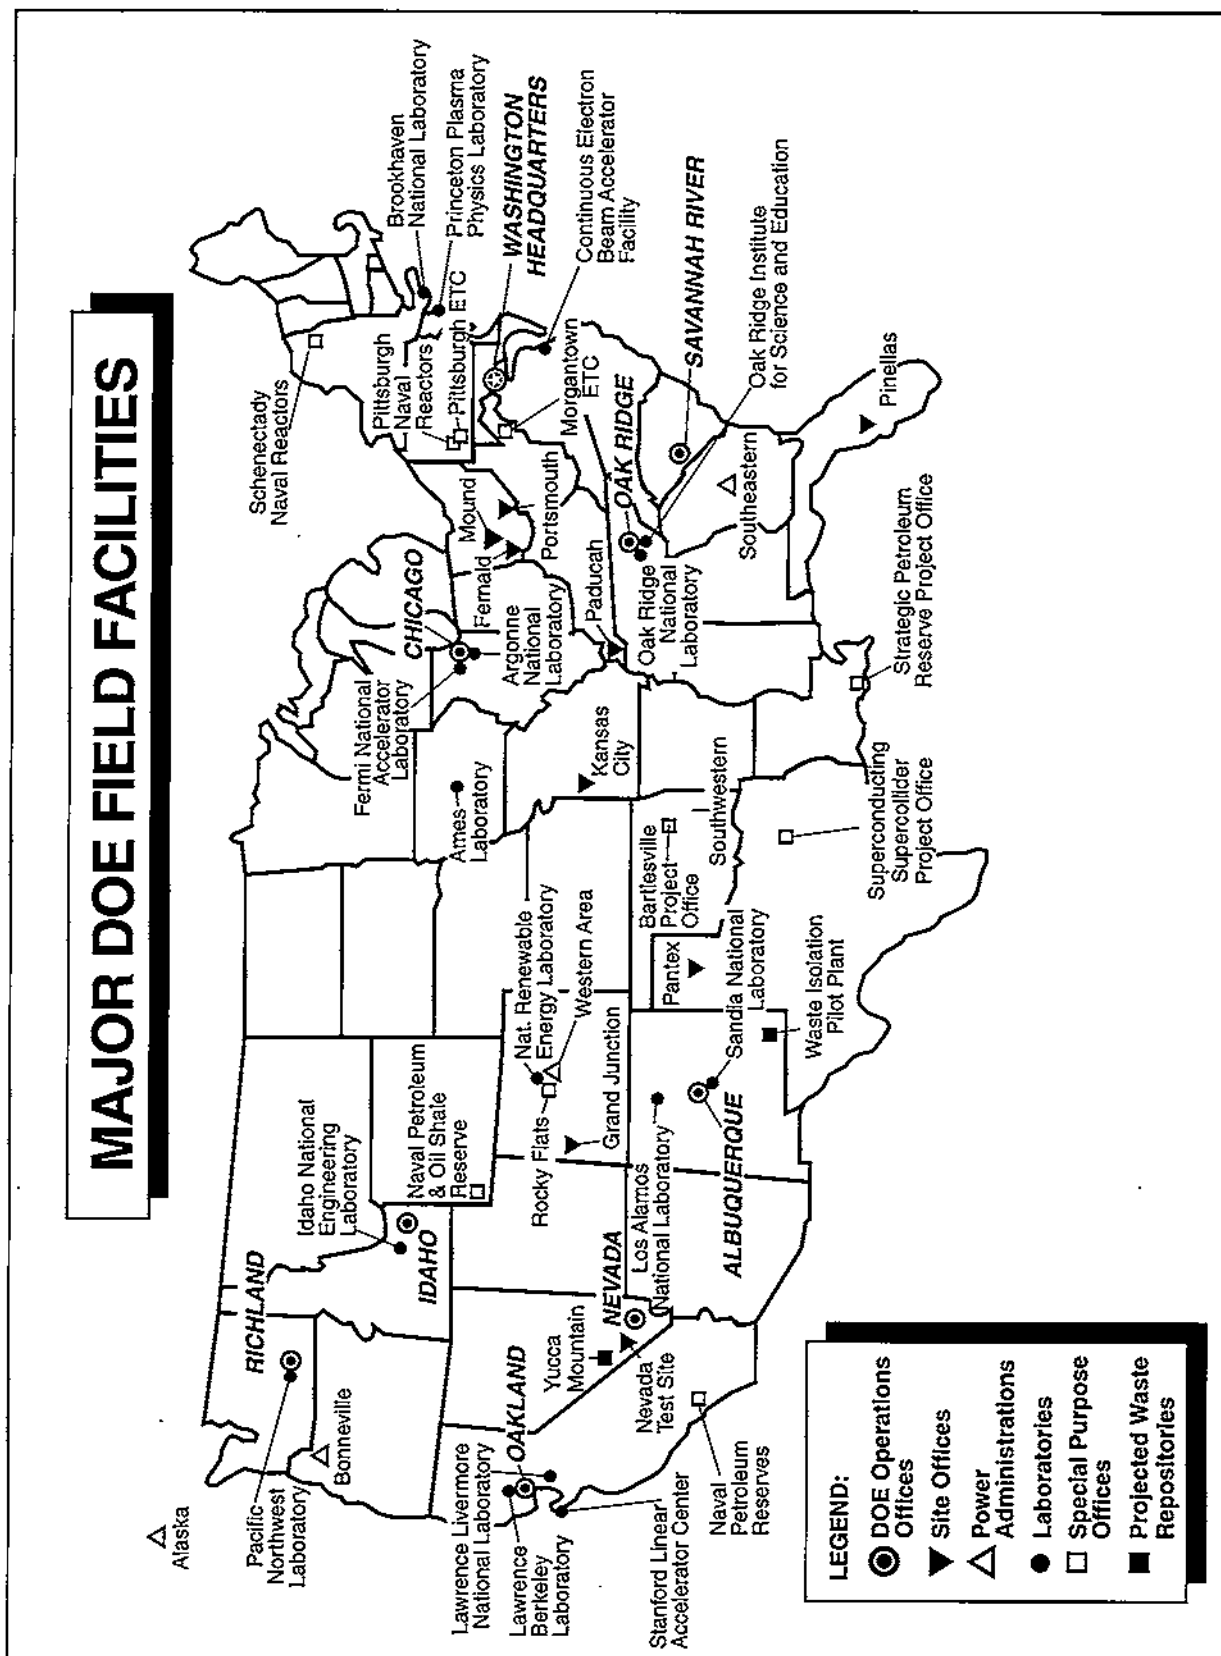 MAJOR DOE FIELD FACILITIES
Alaska
Pacific
Northwest
Laboratory
RICHLAND
Bonneville
Idaho National
Engineering
Laboratory
IDAHO
Naval Petroleum
& Oil Shale
Reserve
Lawrence Livermore
National Laboratory
Lawrence
Berkeley
Laboratory
OAKLAND
Stanford Linear
Accelerator Center
Yucca
Mountain
NEVADA
Nevada
Test Site
Naval
Petroleum
Reserves
Nat. Renewable
Energy Laboratory
Western Area
Rocky Flats
Grand Junction
Los Alamos
National Laboratory
ALBUQUERQUE
Sandia National
Laboratory
Waste Isolation
Pilot Plant
Pantex
Bartlesville
Project
Office
Southwestern
Superconducting
Supercollider
Project Office
Strategic Petroleum
Reserve Project Office
Kansas
City
Ames
Laboratory
Fermi National
Accelerator
Laboratory
CHICAGO
Argonne
National
Laboratory
Fernald
Mound
Portsmouth
Paducah
Oak Ridge
National
Laboratory
OAK RIDGE
Oak Ridge Institute
for Science and Education
Southeastern
SAVANNAH RIVER
Pinellas
Schenectady
Naval Reactors
Pittsburgh
Naval
Reactors
Pittsburgh ETC
Morgantown
ETC
Brookhaven
National Laboratory
Princeton Plasma
Physics Laboratory
WASHINGTON
HEADQUARTERS
Continuous Electron
Beam Accelerator
Facility
LEGEND:
DOE Operations
Offices
Site Offices
Power
Administrations
Laboratories
Special Purpose
Offices
Projected Waste
Repositories